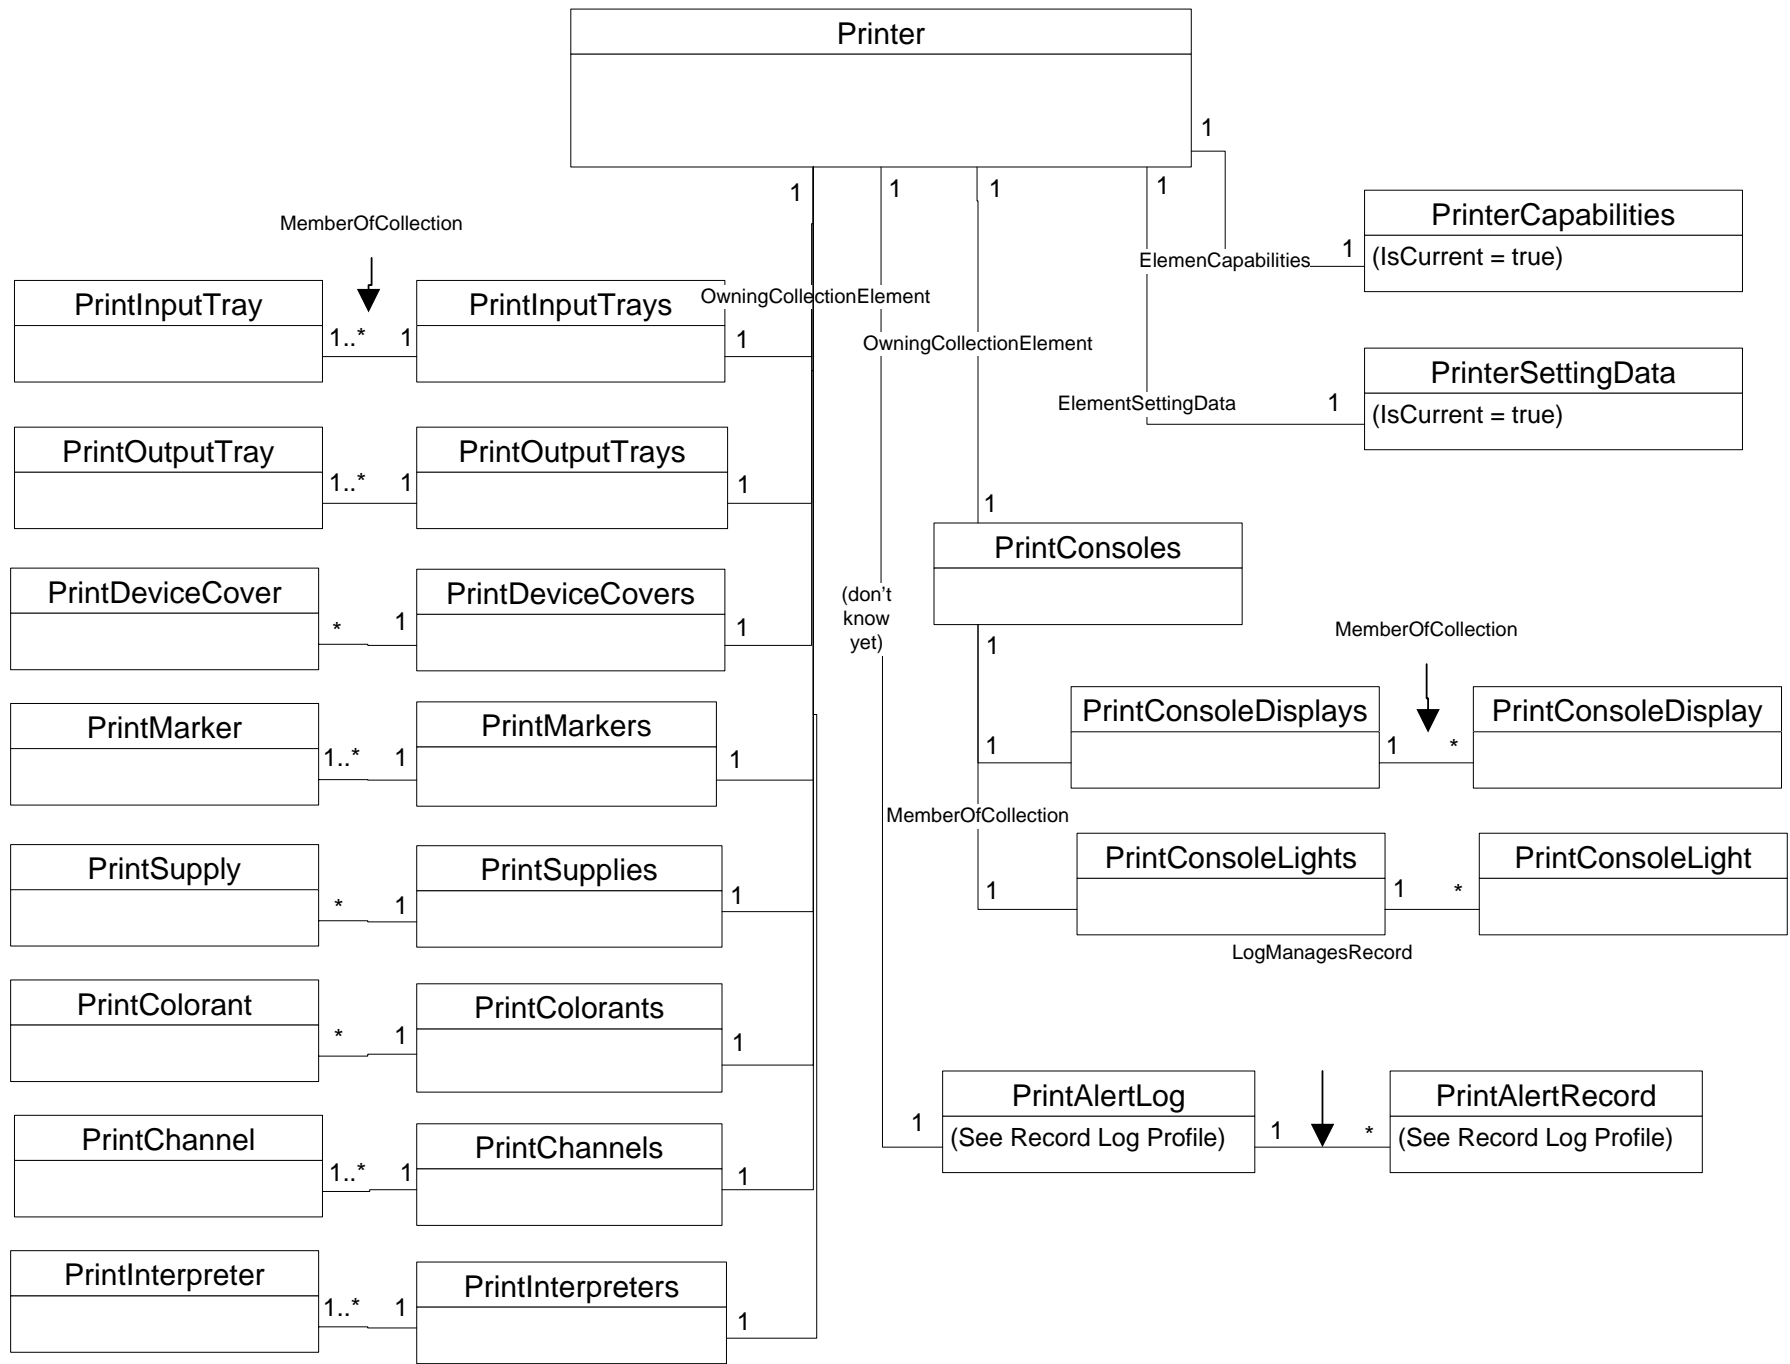 Printer
1
1
1
1
1
MemberOfCollection
PrinterCapabilities
(IsCurrent = true)
ElemenCapabilities
1
PrintInputTray
1..*
1
PrintInputTrays
1
OwningCollectionElement
OwningCollectionElement
PrinterSettingData
(IsCurrent = true)
ElementSettingData
1
PrintOutputTray
1..*
1
PrintOutputTrays
1
1
PrintConsoles
1
PrintDeviceCover
*
1
PrintDeviceCovers
1
(don't
know
yet)
MemberOfCollection
PrintMarker
1..*
1
PrintMarkers
1
1
PrintConsoleDisplays
1
*
PrintConsoleDisplay
MemberOfCollection
PrintSupply
*
1
PrintSupplies
1
1
PrintConsoleLights
1
*
PrintConsoleLight
LogManagesRecord
PrintColorant
*
1
PrintColorants
1
PrintChannel
1..*
1
PrintChannels
1
1
PrintAlertLog
(See Record Log Profile)
1
*
PrintAlertRecord
(See Record Log Profile)
PrintInterpreter
1..*
1
PrintInterpreters
1